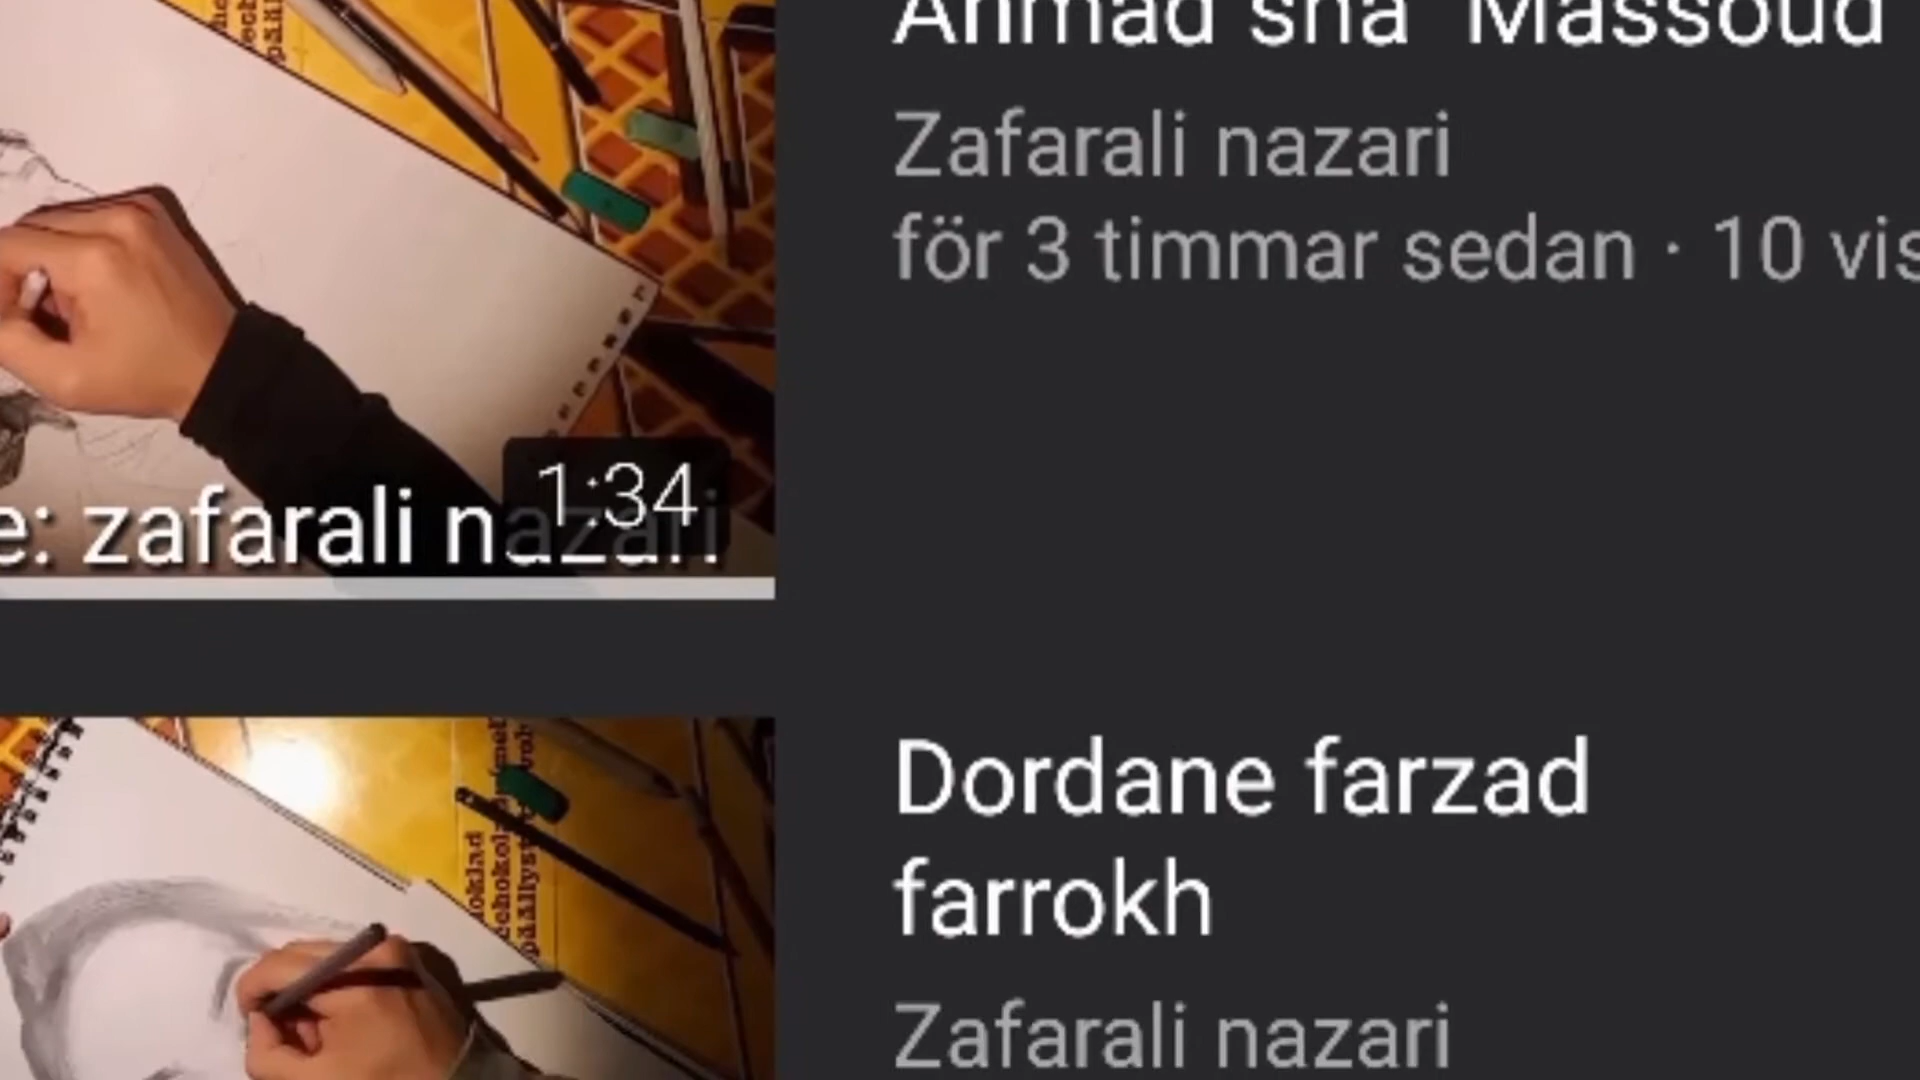 Ahmad sha Massoud
Zafarali nazari
för 3 timmar sedan · 10 vis
1:34
e: zafarali nazari
Dordane farzad
farrokh
Zafarali nazari